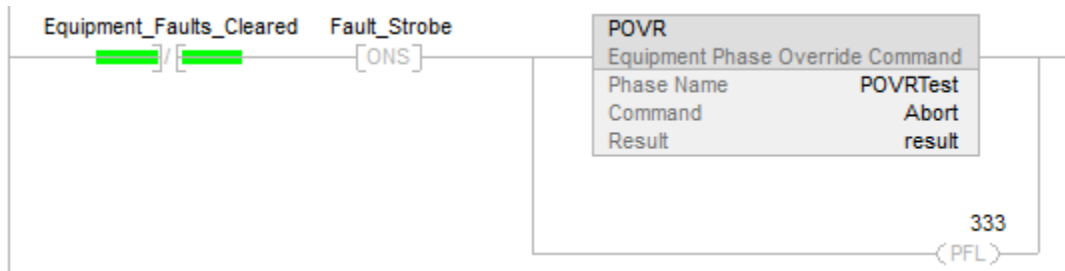 Equipment_Faults_Cleared Fault_Strobe
/ ONS
POVR
Equipment Phase Override Command
Phase Name POVRTest
Command Abort
Result result
333
PFL